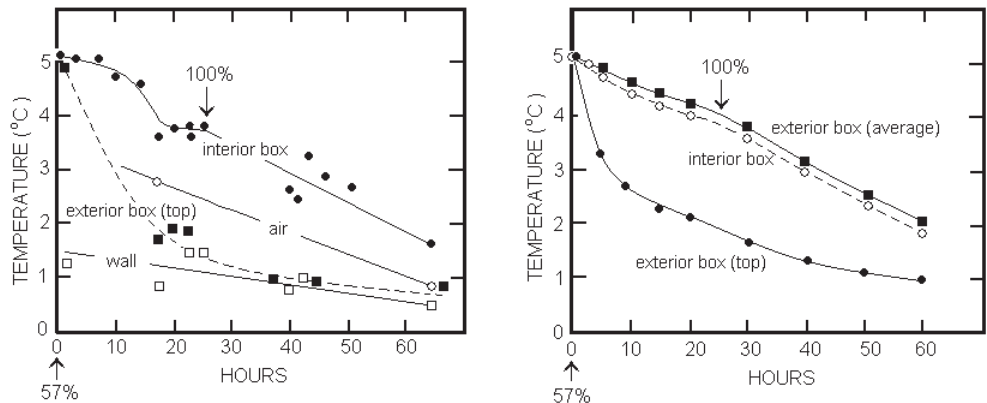 TEMPERATURE (°C)
5
4
3
2
1
0
100%
interior box
exterior box (top)
air
wall
0
10
20
30
40
50
60
HOURS
57%
TEMPERATURE (°C)
5
4
3
2
1
0
100%
exterior box (average)
interior box
exterior box (top)
0
10
20
30
40
50
60
HOURS
57%